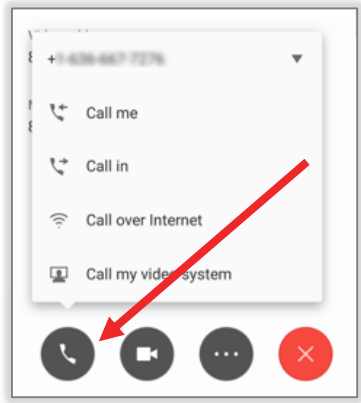 +
Call me
Call in
Call over Internet
Call my video system